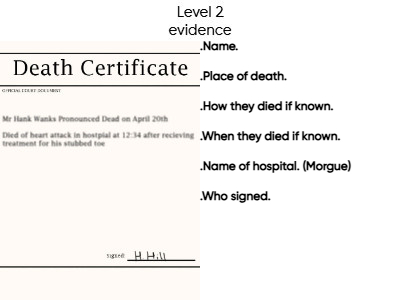 Level 2
evidence
Death Certificate
OFFICIAL COURT DOCUMENT
Mr Hank Wanks Pronounced Dead on April 20th
Died of heart attack in hostpial at 12:34 after recieving
treatment for his stubbed toe
Signed:
H Hill
.Name.
.Place of death.
.How they died if known.
.When they died if known.
.Name of hospital. (Morgue)
.Who signed.